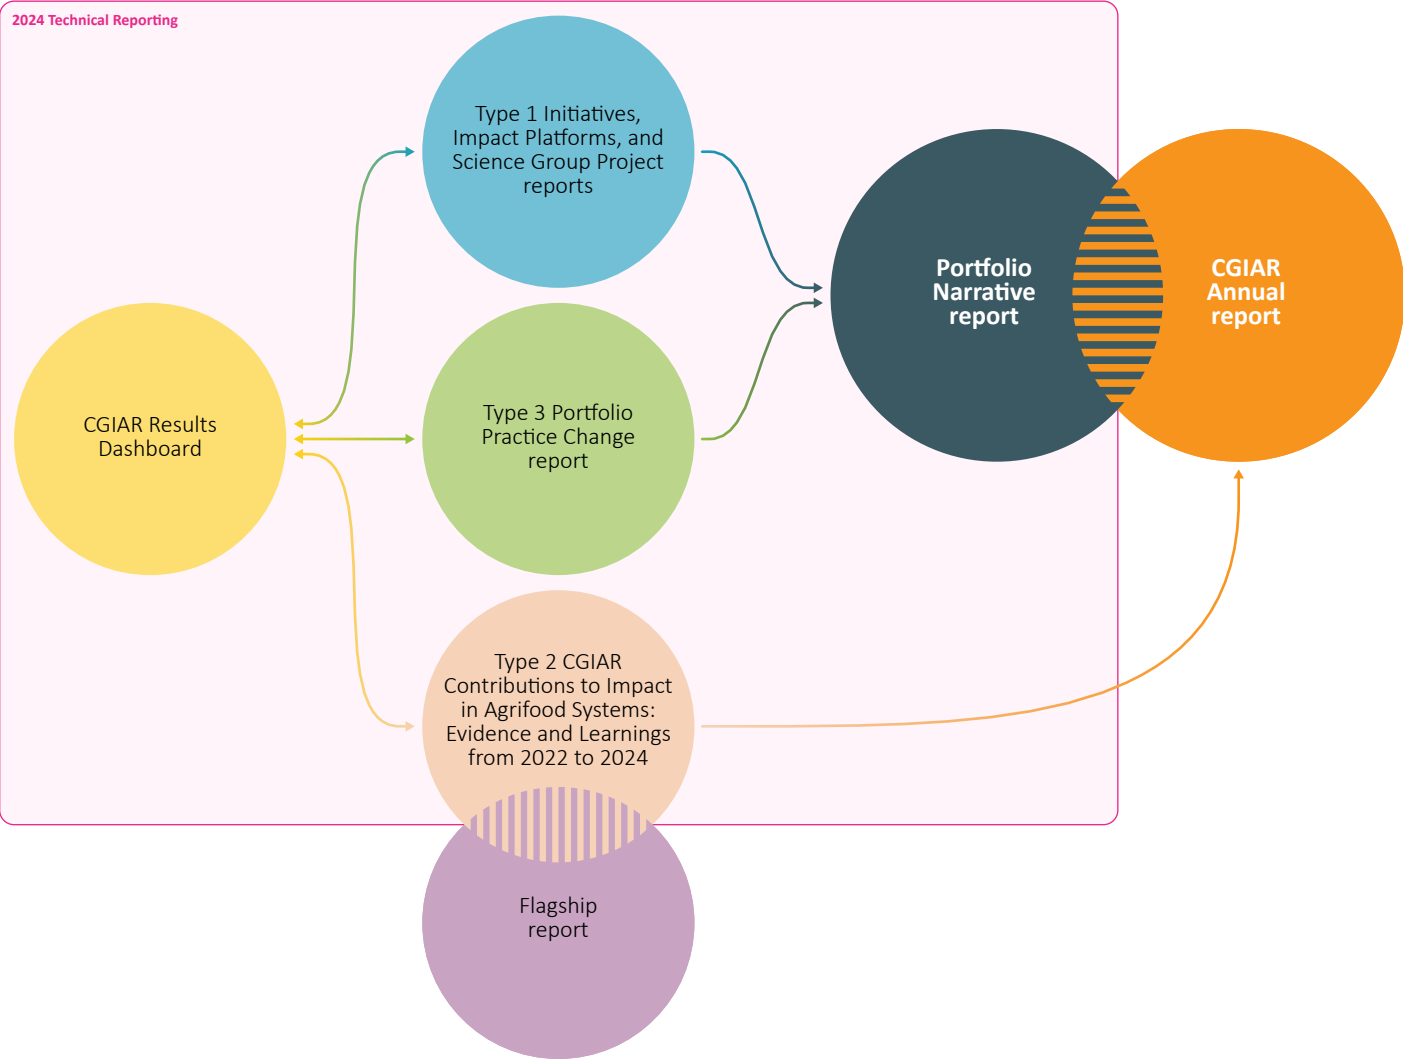 2024 Technical Reporting
Type 1 Initiatives,
Impact Platforms, and
Science Group Project
reports
Portfolio
Narrative
report
CGIAR
Annual
report
CGIAR Results
Dashboard
Type 3 Portfolio
Practice Change
report
Type 2 CGIAR
Contributions to Impact
in Agrifood Systems:
Evidence and Learnings
from 2022 to 2024
Flagship
report